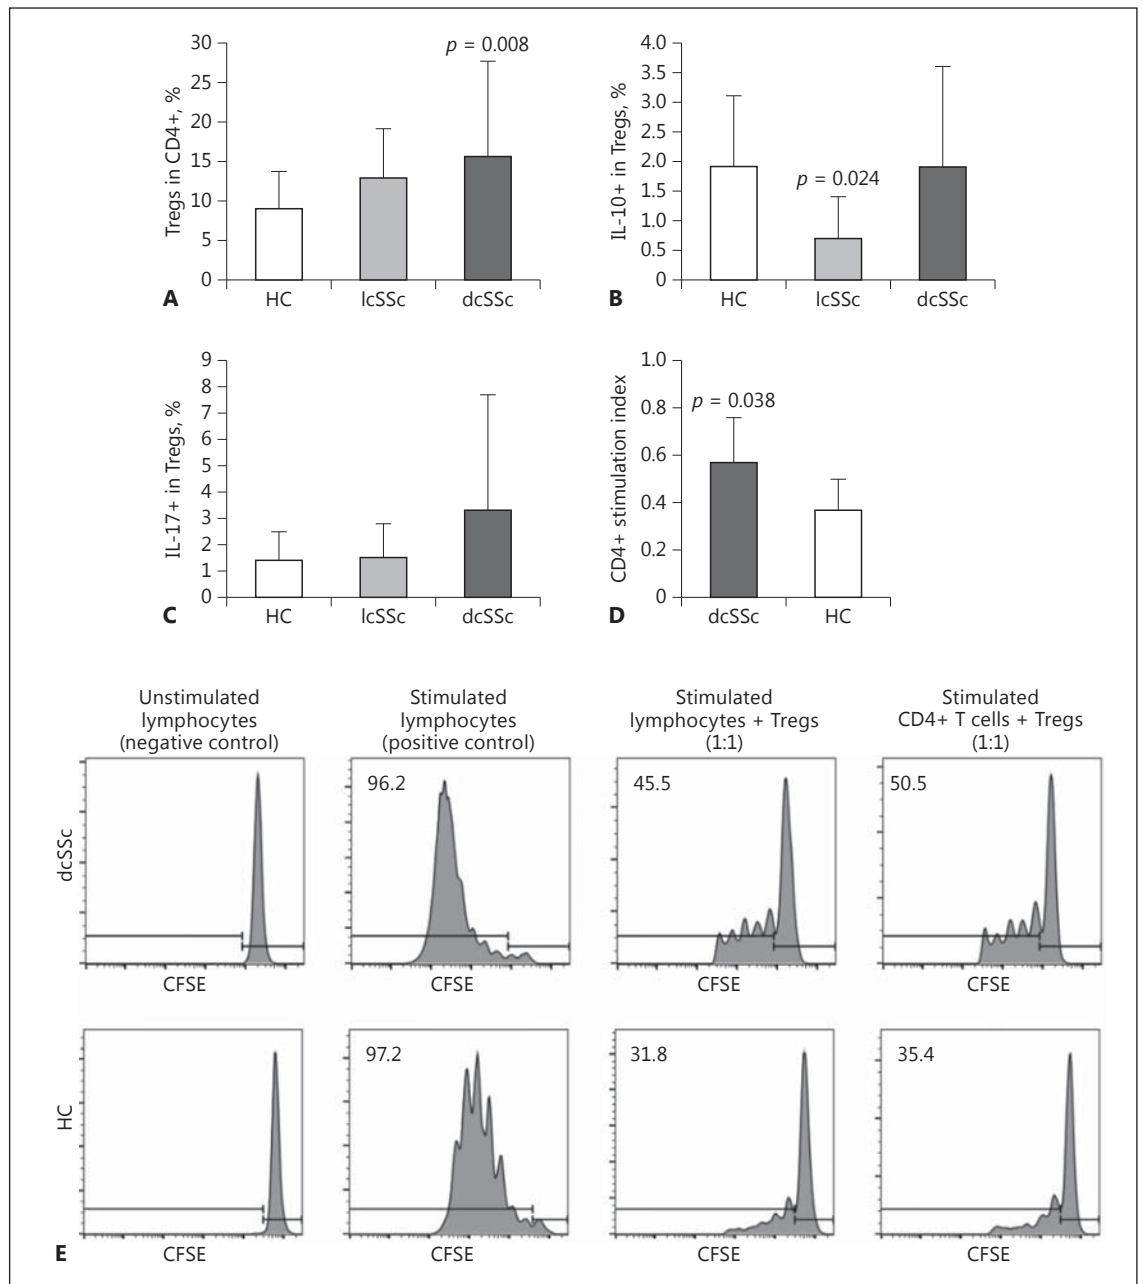 30
25
20
15
10
5
0
Tregs in CD4+, %
p = 0.008
HC
lcSSc
dcSSc
A
4.0
3.5
3.0
2.5
2.0
1.5
1.0
0.5
0
IL-10+ in Tregs, %
p = 0.024
HC
lcSSc
dcSSc
B
9
8
7
6
5
4
3
2
1
0
IL-17+ in Tregs, %
HC
lcSSc
dcSSc
C
1.0
0.8
0.6
0.4
0.2
0
CD4+ stimulation index
p = 0.038
dcSSc
HC
D
Unstimulated
lymphocytes
(negative control)
Stimulated
lymphocytes
(positive control)
Stimulated
lymphocytes + Tregs
(1:1)
Stimulated
CD4+ T cells + Tregs
(1:1)
dcSSc
96.2
45.5
50.5
CFSE
CFSE
CFSE
CFSE
HC
97.2
31.8
35.4
CFSE
CFSE
CFSE
CFSE
E